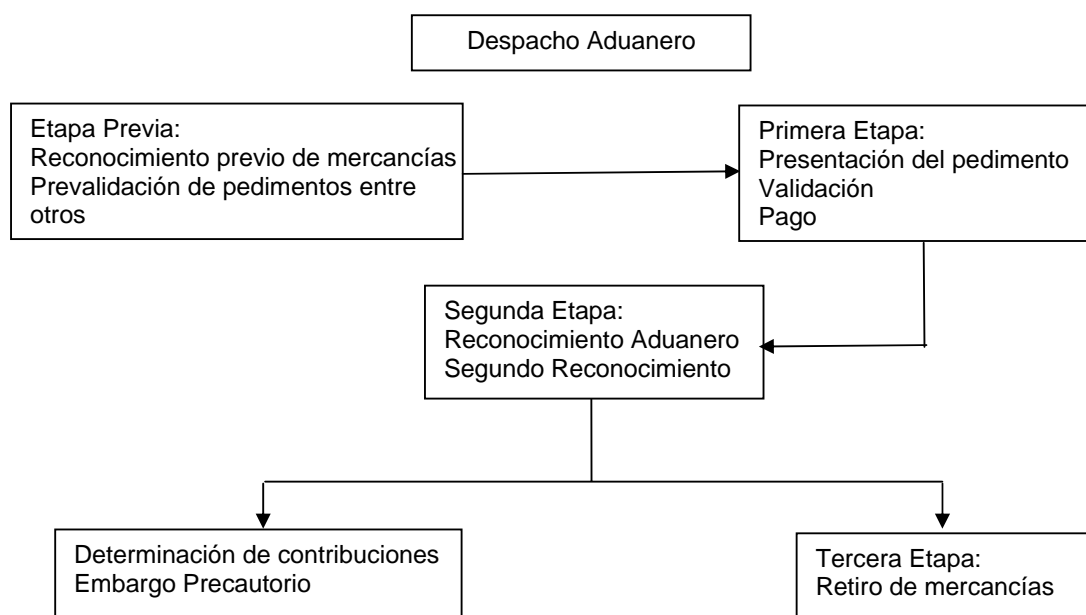 Despacho Aduanero
Etapa Previa:
Reconocimiento previo de mercancías
Prevalidación de pedimentos entre
otros
Primera Etapa:
Presentación del pedimento
Validación
Pago
Segunda Etapa:
Reconocimiento Aduanero
Segundo Reconocimiento
Determinación de contribuciones
Embargo Precautorio
Tercera Etapa:
Retiro de mercancías